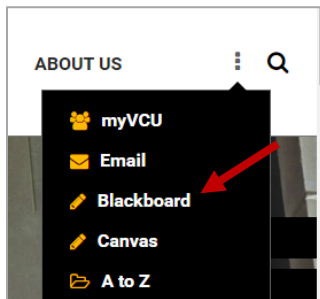 ABOUT US
myVCU
Email
Blackboard
Canvas
A to Z